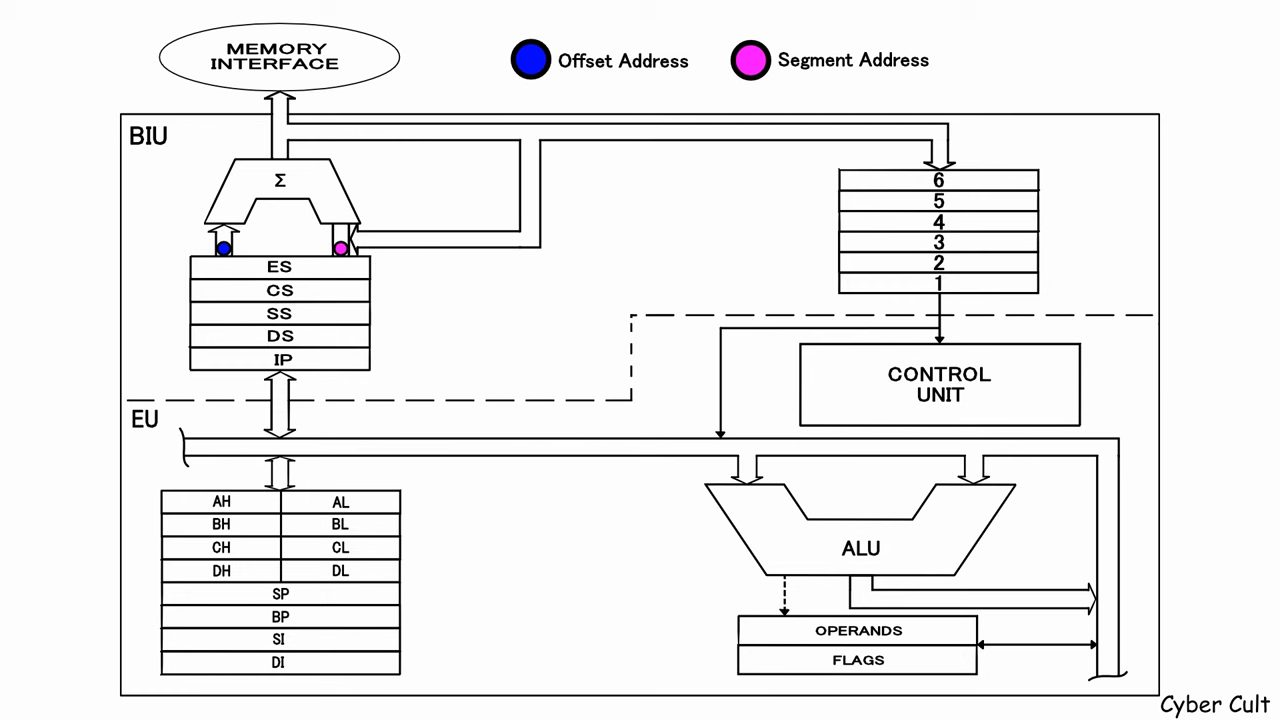 MEMORY
INTERFACE
Offset Address
Segment Address
BIU
Σ
6
5
4
3
2
1
ES
CS
SS
DS
IP
CONTROL
UNIT
EU
AH AL
BH BL
CH CL
DH DL
SP
BP
SI
DI
ALU
OPERANDS
FLAGS
Cyber Cult